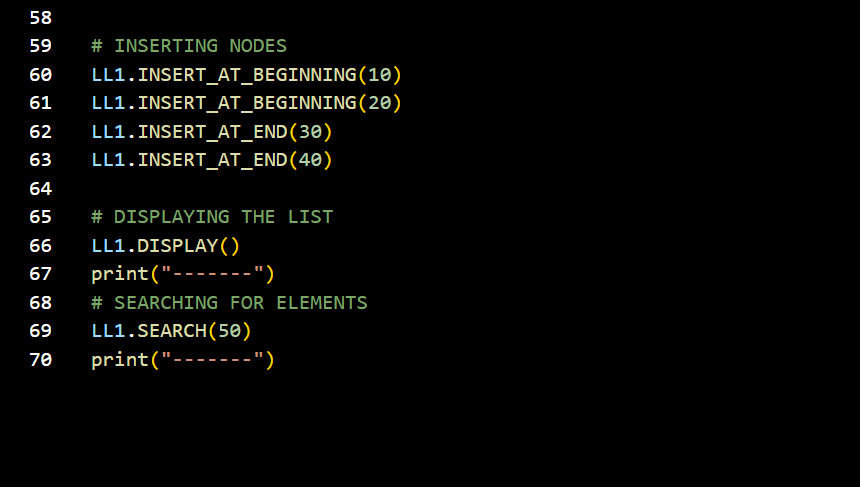 58
59 # INSERTING NODES
60 LL1.INSERT_AT_BEGINNING(10)
61 LL1.INSERT_AT_BEGINNING(20)
62 LL1.INSERT_AT_END(30)
63 LL1.INSERT_AT_END(40)
64
65 # DISPLAYING THE LIST
66 LL1.DISPLAY()
67 print("-------")
68 # SEARCHING FOR ELEMENTS
69 LL1.SEARCH(50)
70 print("-------")